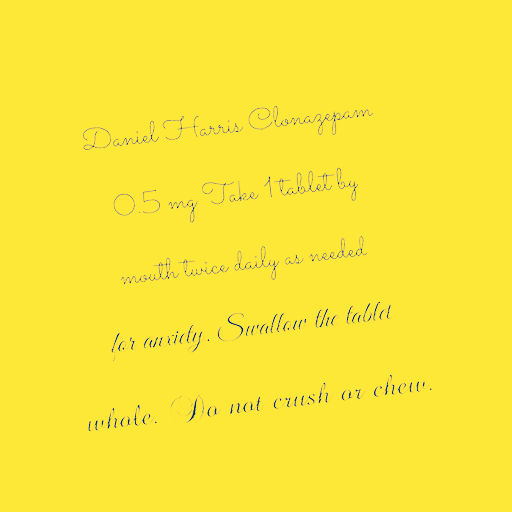 Daniel Harris Clonazepam
0.5 mg Take 1 tablet by
mouth twice daily as needed
for anxiety. Swallow the tablet
whole. Do not crush or chew.